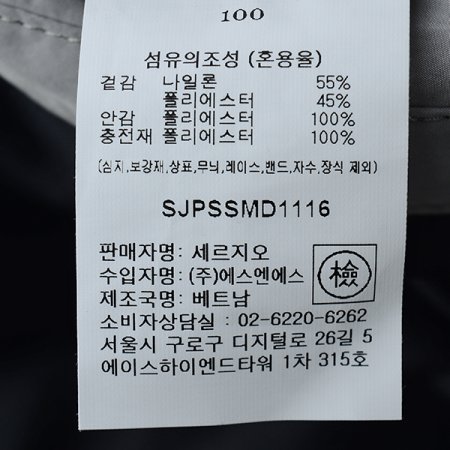 100
섬유의조성 (혼용율)
겉감 나일론 55%
폴리에스터 45%
안감 폴리에스터 100%
충전재 폴리에스터 100%
(심지,보강재,상표,무늬,레이스,밴드,자수,장식 제외)
SJPSSMD1116
판매자명: 세르지오
수입자명: (주)에스엔에스
제조국명: 베트남
檢
소비자상담실 : 02-6220-6262
서울시 구로구 디지털로 26길 5
에이스하이엔드타워 1차 315호